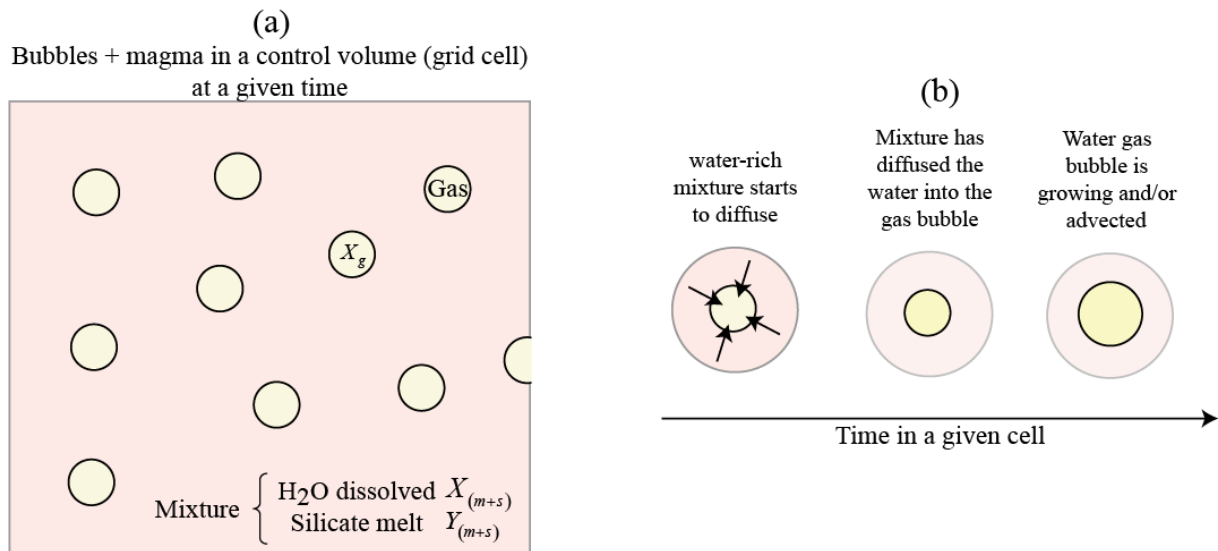 (a)
Bubbles + magma in a control volume (grid cell)
at a given time
Gas
X_g
Mixture { H₂O dissolved X_(m+s)
Silicate melt Y_(m+s)
(b)
water-rich
mixture starts
to diffuse
Mixture has
diffused the
water into the
gas bubble
Water gas
bubble is
growing and/or
advected
Time in a given cell